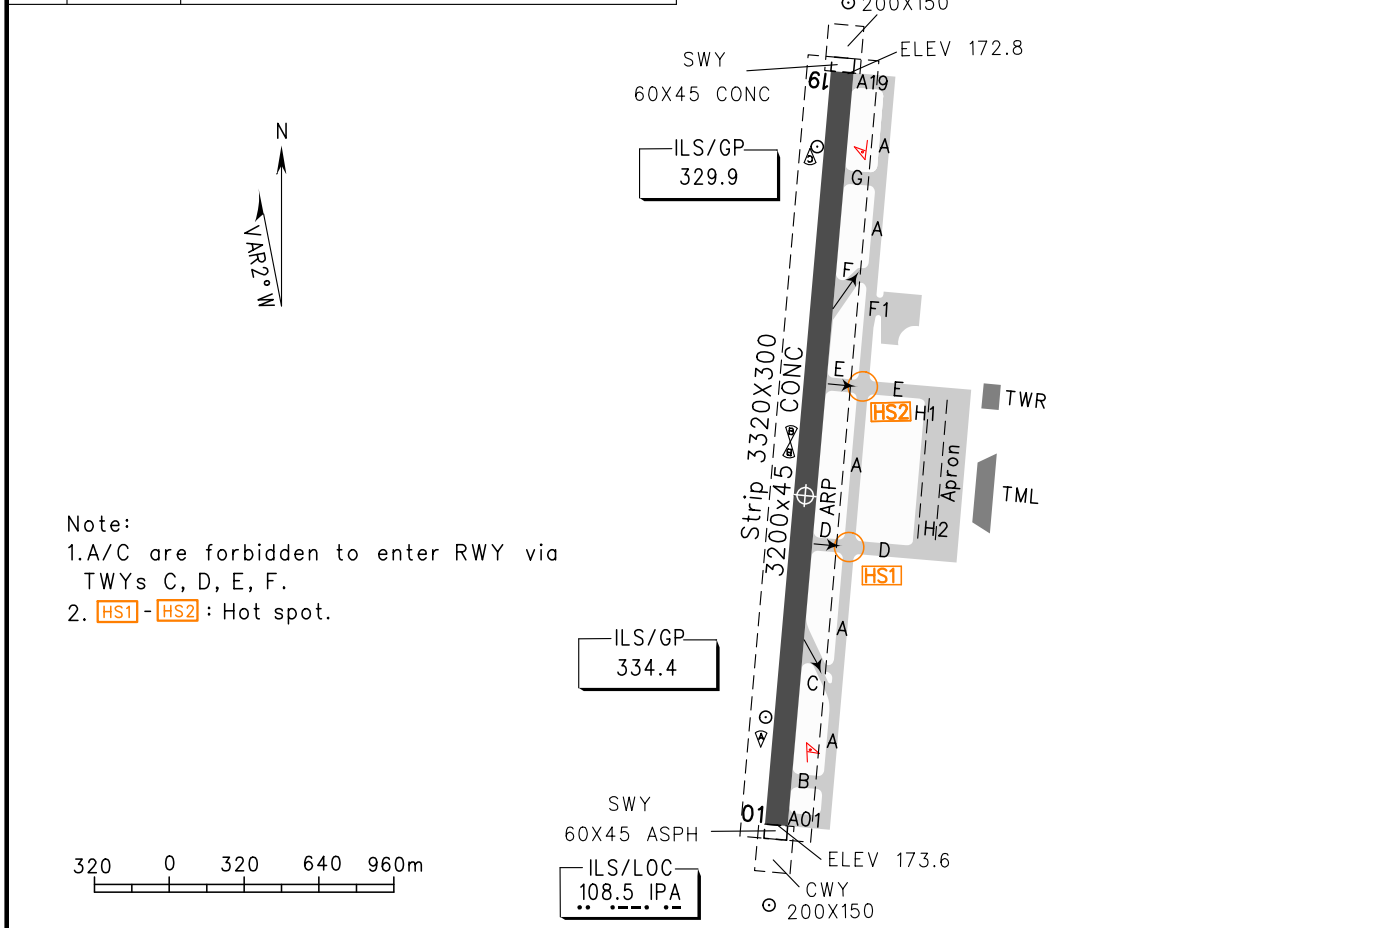 200X150
ELEV 172.8
SWY
60X45 CONC
19
A19
N
ILS/GP
329.9
A
G
A
VAR2°W
F
F1
Strip 3320X300
3200x45 CONC
E
E
HS2
H1
TWR
B
B
A
Apron
ARP
TML
Note:
1.A/C are forbidden to enter RWY via
TWYs C, D, E, F.
2. HS1 - HS2 : Hot spot.
D
H2
D
HS1
A
ILS/GP
334.4
C
A
A
B
SWY
60X45 ASPH
01
A01
ELEV 173.6
320 0 320 640 960m
ILS/LOC
108.5 IPA
CWY
200X150